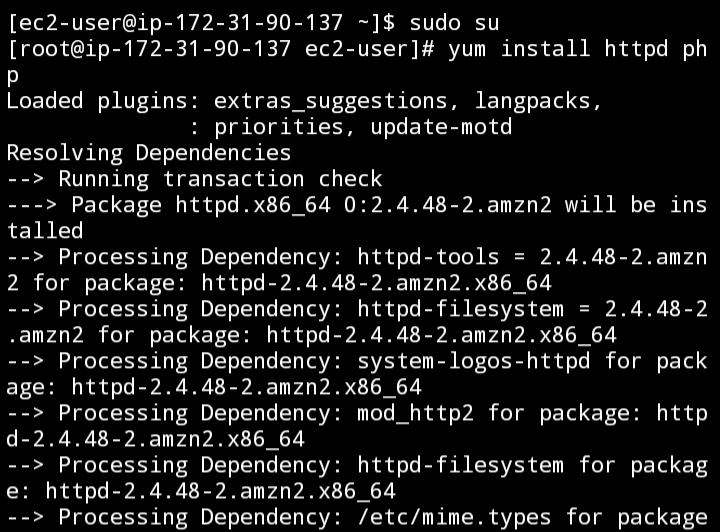 [ec2-user@ip-172-31-90-137 ~]$ sudo su
[root@ip-172-31-90-137 ec2-user]# yum install httpd ph
p
Loaded plugins: extras_suggestions, langpacks,
              : priorities, update-motd
Resolving Dependencies
--> Running transaction check
---> Package httpd.x86_64 0:2.4.48-2.amzn2 will be ins
talled
--> Processing Dependency: httpd-tools = 2.4.48-2.amzn
2 for package: httpd-2.4.48-2.amzn2.x86_64
--> Processing Dependency: httpd-filesystem = 2.4.48-2
.amzn2 for package: httpd-2.4.48-2.amzn2.x86_64
--> Processing Dependency: system-logos-httpd for pack
age: httpd-2.4.48-2.amzn2.x86_64
--> Processing Dependency: mod_http2 for package: http
d-2.4.48-2.amzn2.x86_64
--> Processing Dependency: httpd-filesystem for packag
e: httpd-2.4.48-2.amzn2.x86_64
--> Processing Dependency: /etc/mime.types for package